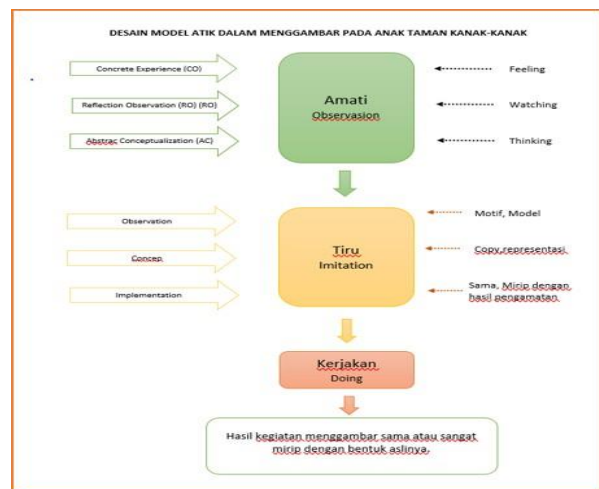 DESAIN MODEL ATIK DALAM MENGGAMBAR PADA ANAK TAMAN KANAK-KANAK
Concrete Experience (CO)
Reflection Observation (RO) (RO)
Abstrac Conceptualization (AC)
Amati
Observasion
Feeling
Watching
Thinking
Observation
Concep
Implementation
Tiru
Imitation
Motif, Model
Copy,representasi
Sama, Mirip dengan
hasil pengamatan
Kerjakan
Doing
Hasil kegiatan menggambar sama atau sangat
mirip dengan bentuk aslinya.